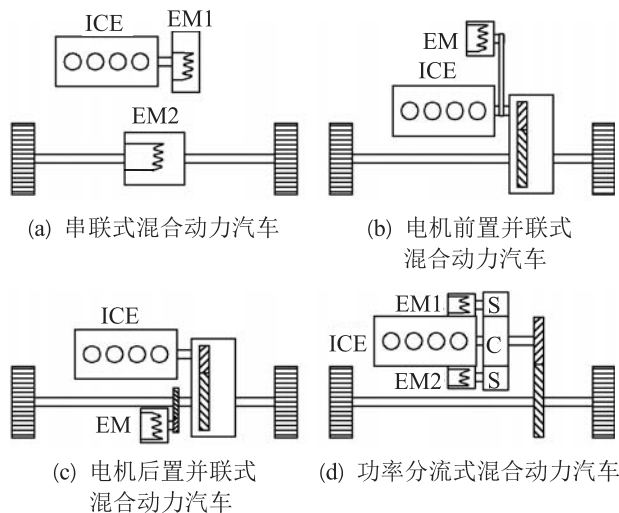 ICE
EM1
EM2
(a) 串联式混合动力汽车
EM
ICE
(b) 电机前置并联式
混合动力汽车
ICE
EM
(c) 电机后置并联式
混合动力汽车
EM1
S
ICE
C
EM2
S
(d) 功率分流式混合动力汽车